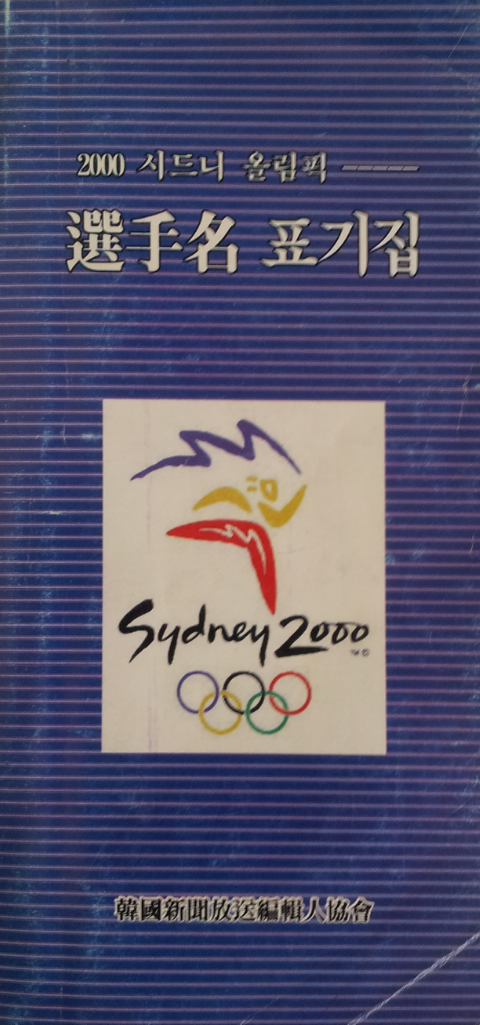 2000 시드니 올림픽
選手名 표기집
Sydney 2000
韓國新聞放送編輯人協會